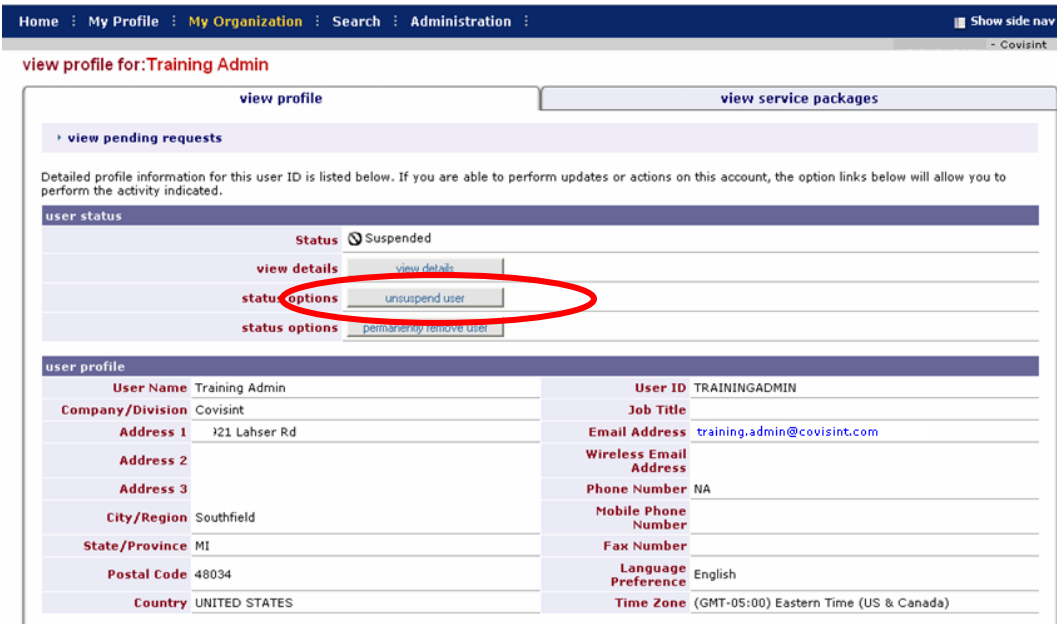 Home : My Profile : My Organization : Search : Administration : Show side nav
- Covisint
view profile for:Training Admin
view profile view service packages
view pending requests
Detailed profile information for this user ID is listed below. If you are able to perform updates or actions on this account, the option links below will allow you to
perform the activity indicated.
user status
Status Suspended
view details view details
status options unsuspend user
status options permanently remove user
user profile
User Name Training Admin User ID TRAININGADMIN
Company/Division Covisint Job Title
Address 1 21 Lahser Rd Email Address training.admin@covisint.com
Address 2 Wireless Email Address
Address 3 Phone Number NA
City/Region Southfield Mobile Phone Number
State/Province MI Fax Number
Postal Code 48034 Language Preference English
Country UNITED STATES Time Zone (GMT-05:00) Eastern Time (US & Canada)